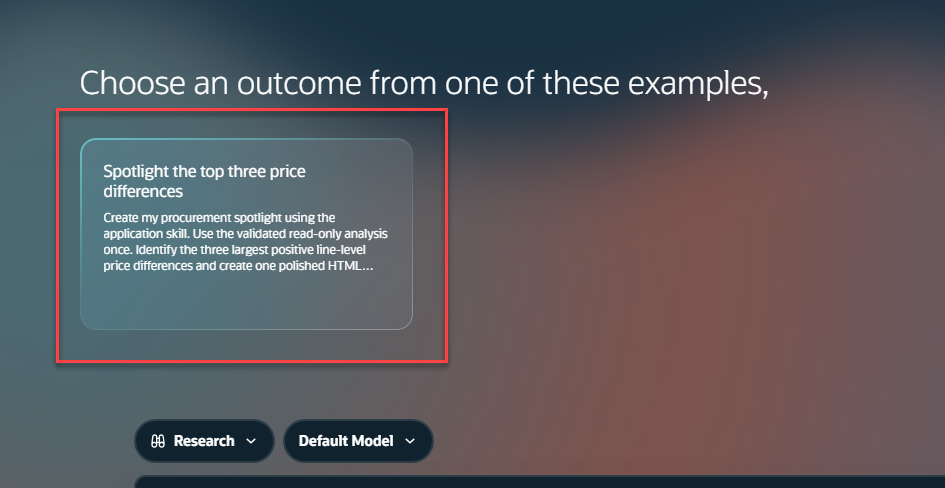 Choose an outcome from one of these examples,
Spotlight the top three price
differences
Create my procurement spotlight using the
application skill. Use the validated read-only analysis
once. Identify the three largest positive line-level
price differences and create one polished HTML...
Research
Default Model